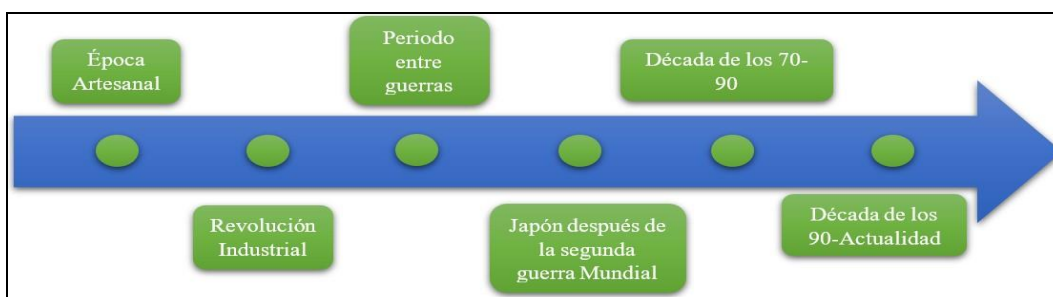 Época
Artesanal
Revolución
Industrial
Periodo
entre
guerras
Japón después de
la segunda
guerra Mundial
Década de los 70-
90
Década de los
90-Actualidad